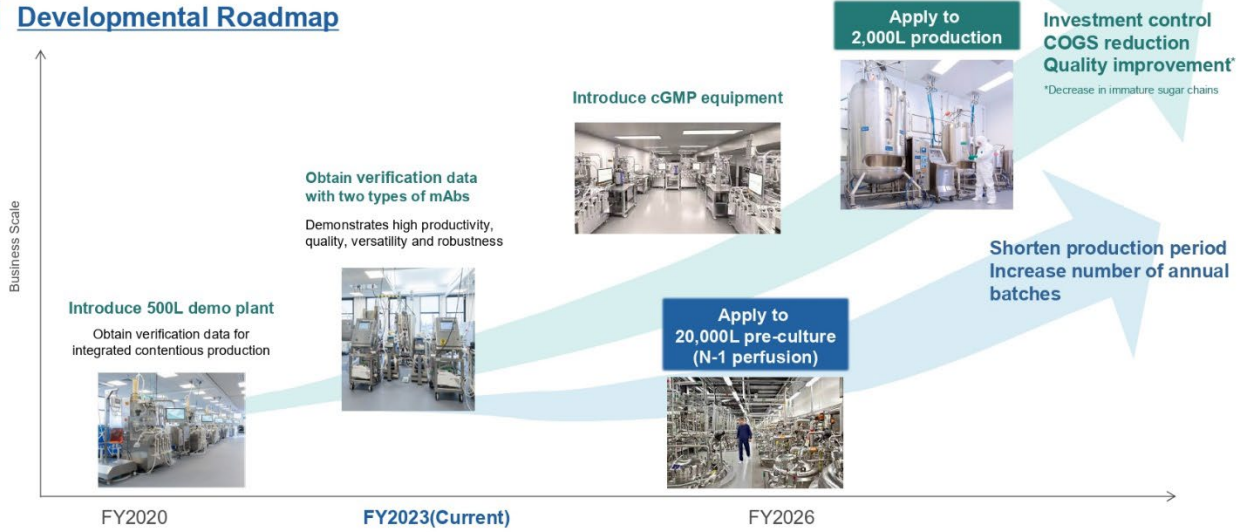 Developmental Roadmap
Business Scale
Introduce 500L demo plant
Obtain verification data for
integrated contentious production
Obtain verification data
with two types of mAbs
Demonstrates high productivity,
quality, versatility and robustness
Introduce cGMP equipment
Apply to
2,000L production
Investment control
COGS reduction
Quality improvement*
*Decrease in immature sugar chains
Apply to
20,000L pre-culture
(N-1 perfusion)
Shorten production period
Increase number of annual
batches
FY2020
FY2023(Current)
FY2026